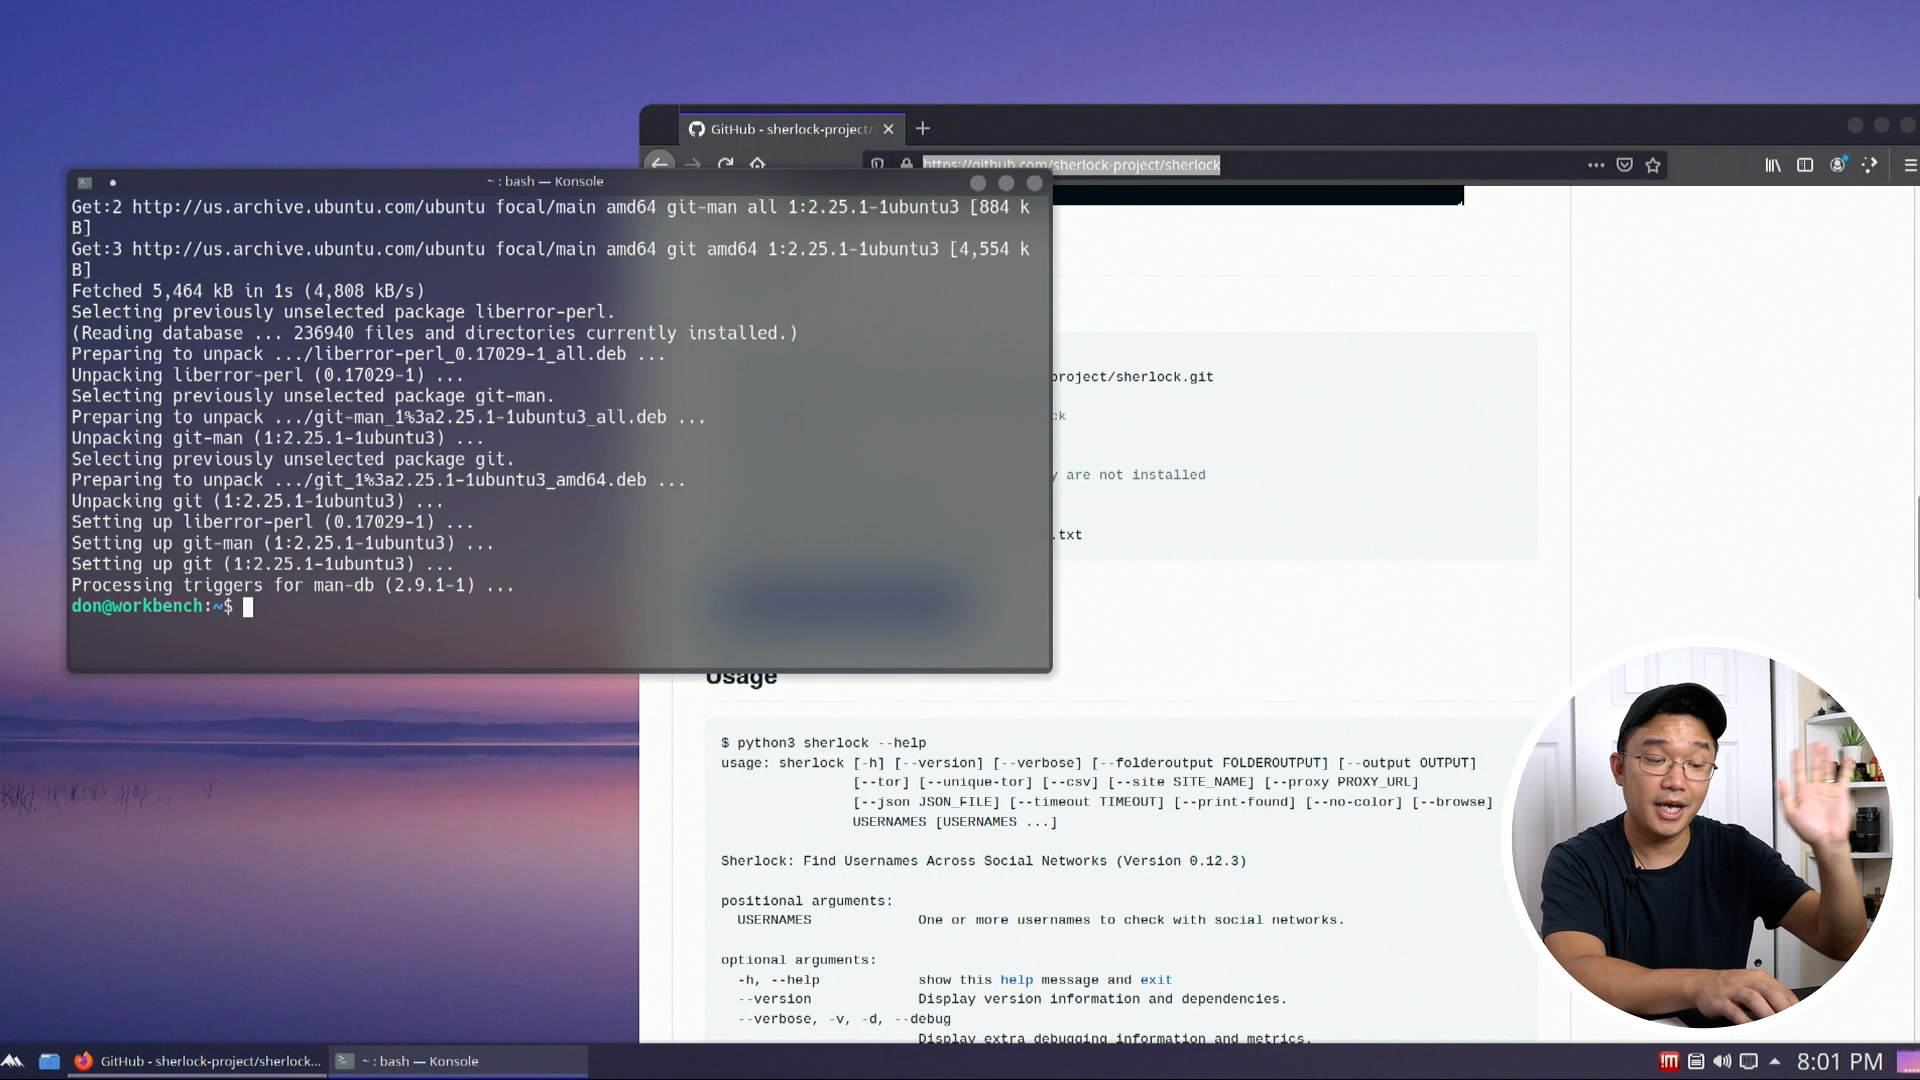 GitHub - sherlock-project/
https://github.com/sherlock-project/sherlock
~ : bash — Konsole
Get:2 http://us.archive.ubuntu.com/ubuntu focal/main amd64 git-man all 1:2.25.1-1ubuntu3 [884 k
B]
Get:3 http://us.archive.ubuntu.com/ubuntu focal/main amd64 git amd64 1:2.25.1-1ubuntu3 [4,554 k
B]
Fetched 5,464 kB in 1s (4,808 kB/s)
Selecting previously unselected package liberror-perl.
(Reading database ... 236940 files and directories currently installed.)
Preparing to unpack .../liberror-perl_0.17029-1_all.deb ...
Unpacking liberror-perl (0.17029-1) ...
Selecting previously unselected package git-man.
Preparing to unpack .../git-man_1%3a2.25.1-1ubuntu3_all.deb ...
Unpacking git-man (1:2.25.1-1ubuntu3) ...
Selecting previously unselected package git.
Preparing to unpack .../git_1%3a2.25.1-1ubuntu3_amd64.deb ...
Unpacking git (1:2.25.1-1ubuntu3) ...
Setting up liberror-perl (0.17029-1) ...
Setting up git-man (1:2.25.1-1ubuntu3) ...
Setting up git (1:2.25.1-1ubuntu3) ...
Processing triggers for man-db (2.9.1-1) ...
don@workbench:~$
project/sherlock.git
ck
y are not installed
.txt
Usage
$ python3 sherlock --help
usage: sherlock [-h] [--version] [--verbose] [--folderoutput FOLDEROUTPUT] [--output OUTPUT]
[--tor] [--unique-tor] [--csv] [--site SITE_NAME] [--proxy PROXY_URL]
[--json JSON_FILE] [--timeout TIMEOUT] [--print-found] [--no-color] [--browse]
USERNAMES [USERNAMES ...]
Sherlock: Find Usernames Across Social Networks (Version 0.12.3)
positional arguments:
USERNAMES One or more usernames to check with social networks.
optional arguments:
-h, --help show this help message and exit
--version Display version information and dependencies.
--verbose, -v, -d, --debug
Display extra debugging information and metrics.
GitHub - sherlock-project/sherlock...
~ : bash — Konsole
8:01 PM